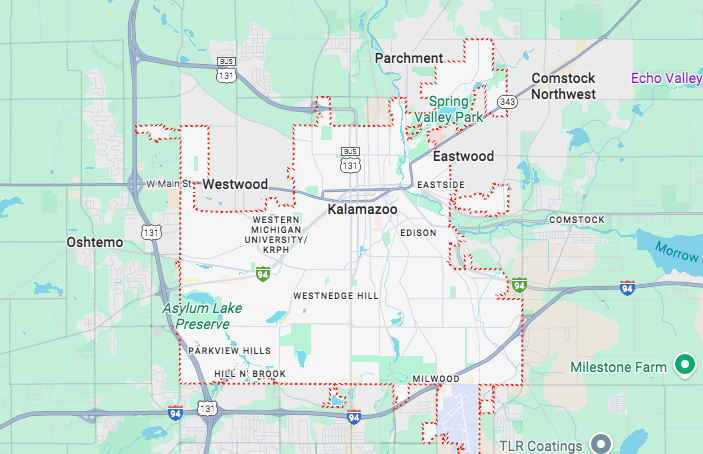 Parchment
BUS
131
Comstock
Northwest
Echo Valley
343
Spring
Valley Park
BUS
131
Eastwood
W Main St
Westwood
EASTSIDE
Kalamazoo
WESTERN
MICHIGAN
UNIVERSITY/
KRPH
EDISON
COMSTOCK
131
Oshtemo
Morrow
94
94
94
WESTNEDGE HILL
Asylum Lake
Preserve
PARKVIEW HILLS
HILL N' BROOK
MILWOOD
Milestone Farm
94
131
94
TLR Coatings